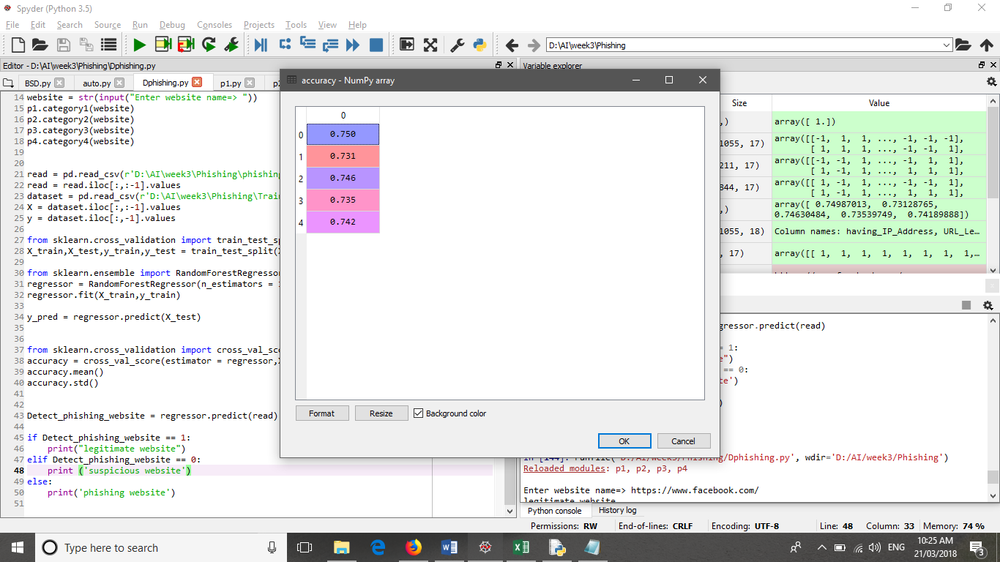 Spyder (Python 3.5)
File Edit Search Source Run Debug Consoles Projects Tools View Help
D:\AI\week3\Phishing
Editor - D:\AI\week3\Phishing\Dphishing.py
Variable explorer
BSD.py auto.py Dphishing.py p1.py
14 website = str(input("Enter website name=> "))
15 p1.category1(website)
16 p2.category2(website)
17 p3.category3(website)
18 p4.category4(website)
19
20
21 read = pd.read_csv(r'D:\AI\week3\Phishing\phishing
22 read = read.iloc[:,:-1].values
23 dataset = pd.read_csv(r'D:\AI\week3\Phishing\Train
24 X = dataset.iloc[:,:-1].values
25 y = dataset.iloc[:,-1].values
26
27 from sklearn.cross_validation import train_test_sp
28 X_train,X_test,y_train,y_test = train_test_split(X
29
30 from sklearn.ensemble import RandomForestRegressor
31 regressor = RandomForestRegressor(n_estimators = 1
32 regressor.fit(X_train,y_train)
33
34 y_pred = regressor.predict(X_test)
35
36
37 from sklearn.cross_validation import cross_val_sco
38 accuracy = cross_val_score(estimator = regressor,X
39 accuracy.mean()
40 accuracy.std()
41
42
43 Detect_phishing_website = regressor.predict(read)
44
45 if Detect_phishing_website == 1:
46 print("legitimate website")
47 elif Detect_phishing_website == 0:
48 print ('suspicious website')
49 else:
50 print('phishing website')
51
accuracy - NumPy array
0
0 0.750
1 0.731
2 0.746
3 0.735
4 0.742
Format Resize Background color
OK Cancel
Size Value
,) array([ 1.])
1055, 17) array([[-1, 1, 1, ..., -1, -1, -1],
[ 1, 1, 1, ..., -1, 1, 1],
211, 17) array([[-1, -1, 1, ..., -1, 1, 1],
[ 1, -1, 1, ..., -1, 1, 1],
844, 17) array([[ 1, -1, 1, ..., -1, 1, 1],
[ 1, -1, 1, ..., 1, 1, 1],
,) array([ 0.74987013, 0.73128765,
0.74630484, 0.73539749, 0.74189888])
1055, 18) Column names: having_IP_Address, URL_Le...
, 17) array([[ 1, 1, 1, 1, 1, 1, 1, 1,...
gressor.predict(read)
= 1:
e")
== 0:
te')
)
In [144]: runfile('D:/AI/week3/Phishing/Dphishing.py', wdir='D:/AI/week3/Phishing')
Reloaded modules: p1, p2, p3, p4
Enter website name=> https://www.facebook.com/
legitimate website
Python console History log
Permissions: RW End-of-lines: CRLF Encoding: UTF-8 Line: 48 Column: 33 Memory: 74 %
Type here to search
ENG
10:25 AM
21/03/2018
3